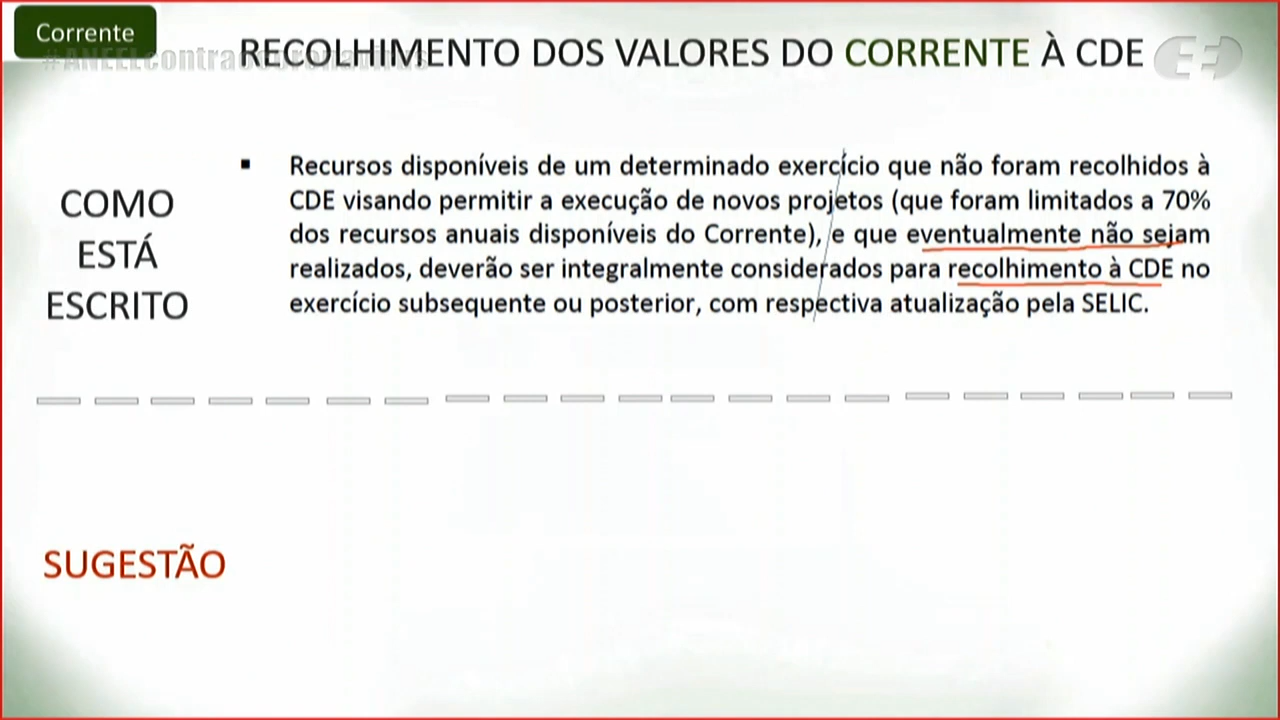 Corrente
#ANEELcontraocoronavírus
RECOLHIMENTO DOS VALORES DO CORRENTE À CDE
COMO
ESTÁ
ESCRITO
▪ Recursos disponíveis de um determinado exercício que não foram recolhidos à
CDE visando permitir a execução de novos projetos (que foram limitados a 70%
dos recursos anuais disponíveis do Corrente), e que eventualmente não sejam
realizados, deverão ser integralmente considerados para recolhimento à CDE no
exercício subsequente ou posterior, com respectiva atualização pela SELIC.
SUGESTÃO